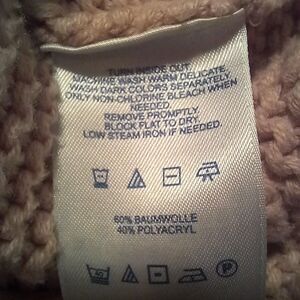 TURN INSIDE OUT
MACHINE WASH WARM DELICATE.
WASH DARK COLORS SEPARATELY.
ONLY NON-CHLORINE BLEACH WHEN
NEEDED.
REMOVE PROMPTLY.
BLOCK FLAT TO DRY.
LOW STEAM IRON IF NEEDED.
60% BAUMWOLLE
40% POLYACRYL
P